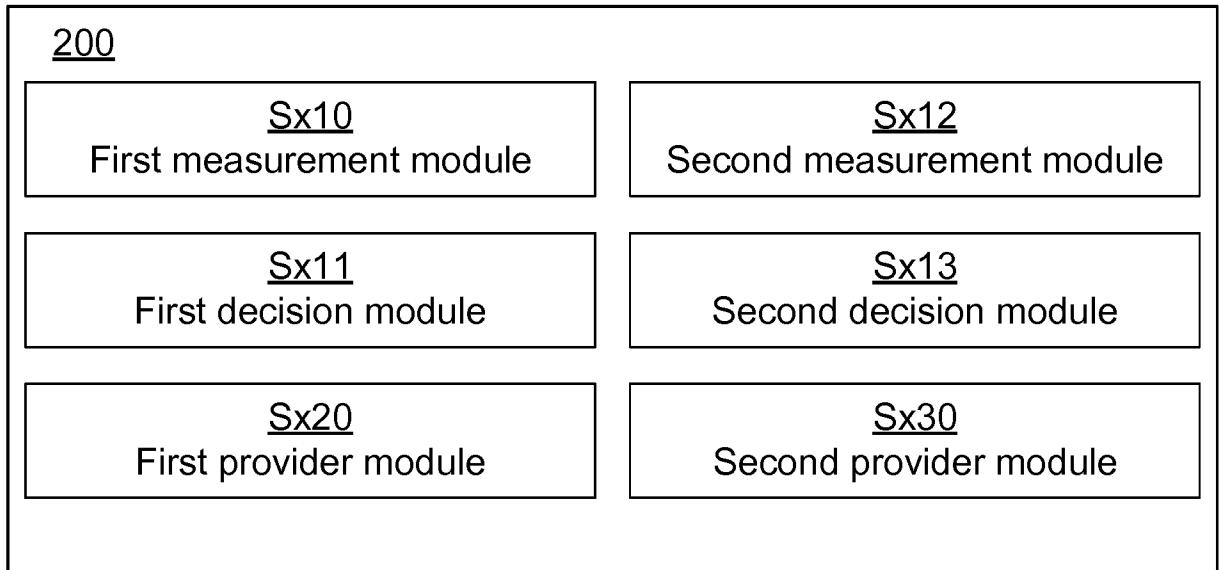 200
Sx10
First measurement module
Sx12
Second measurement module
Sx11
First decision module
Sx13
Second decision module
Sx20
First provider module
Sx30
Second provider module